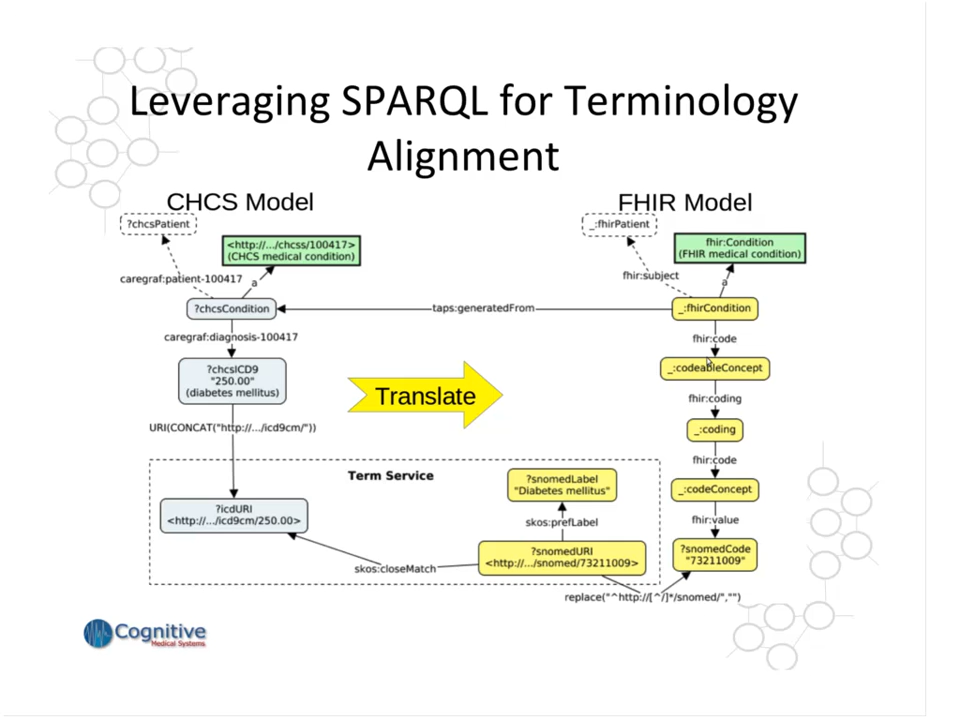 Leveraging SPARQL for Terminology
Alignment
CHCS Model
?chcsPatient
<http://.../chcss/100417>
(CHCS medical condition)
caregraf:patient-100417
a
?chcsCondition
caregraf:diagnosis-100417
?chcsICD9
"250.00"
(diabetes mellitus)
URI(CONCAT("http://.../icd9cm/"))
taps:generatedFrom
Translate
FHIR Model
_:fhirPatient
fhir:Condition
(FHIR medical condition)
fhir:subject
a
_:fhirCondition
fhir:code
_:codeableConcept
fhir:coding
_:coding
fhir:code
_:codeConcept
fhir:value
?snomedCode
"73211009"
Term Service
?snomedLabel
"Diabetes mellitus"
skos:prefLabel
?icdURI
<http://.../icd9cm/250.00>
?snomedURI
<http://.../snomed/73211009>
skos:closeMatch
replace("^http://[^/]*/snomed/","")
Cognitive
Medical Systems